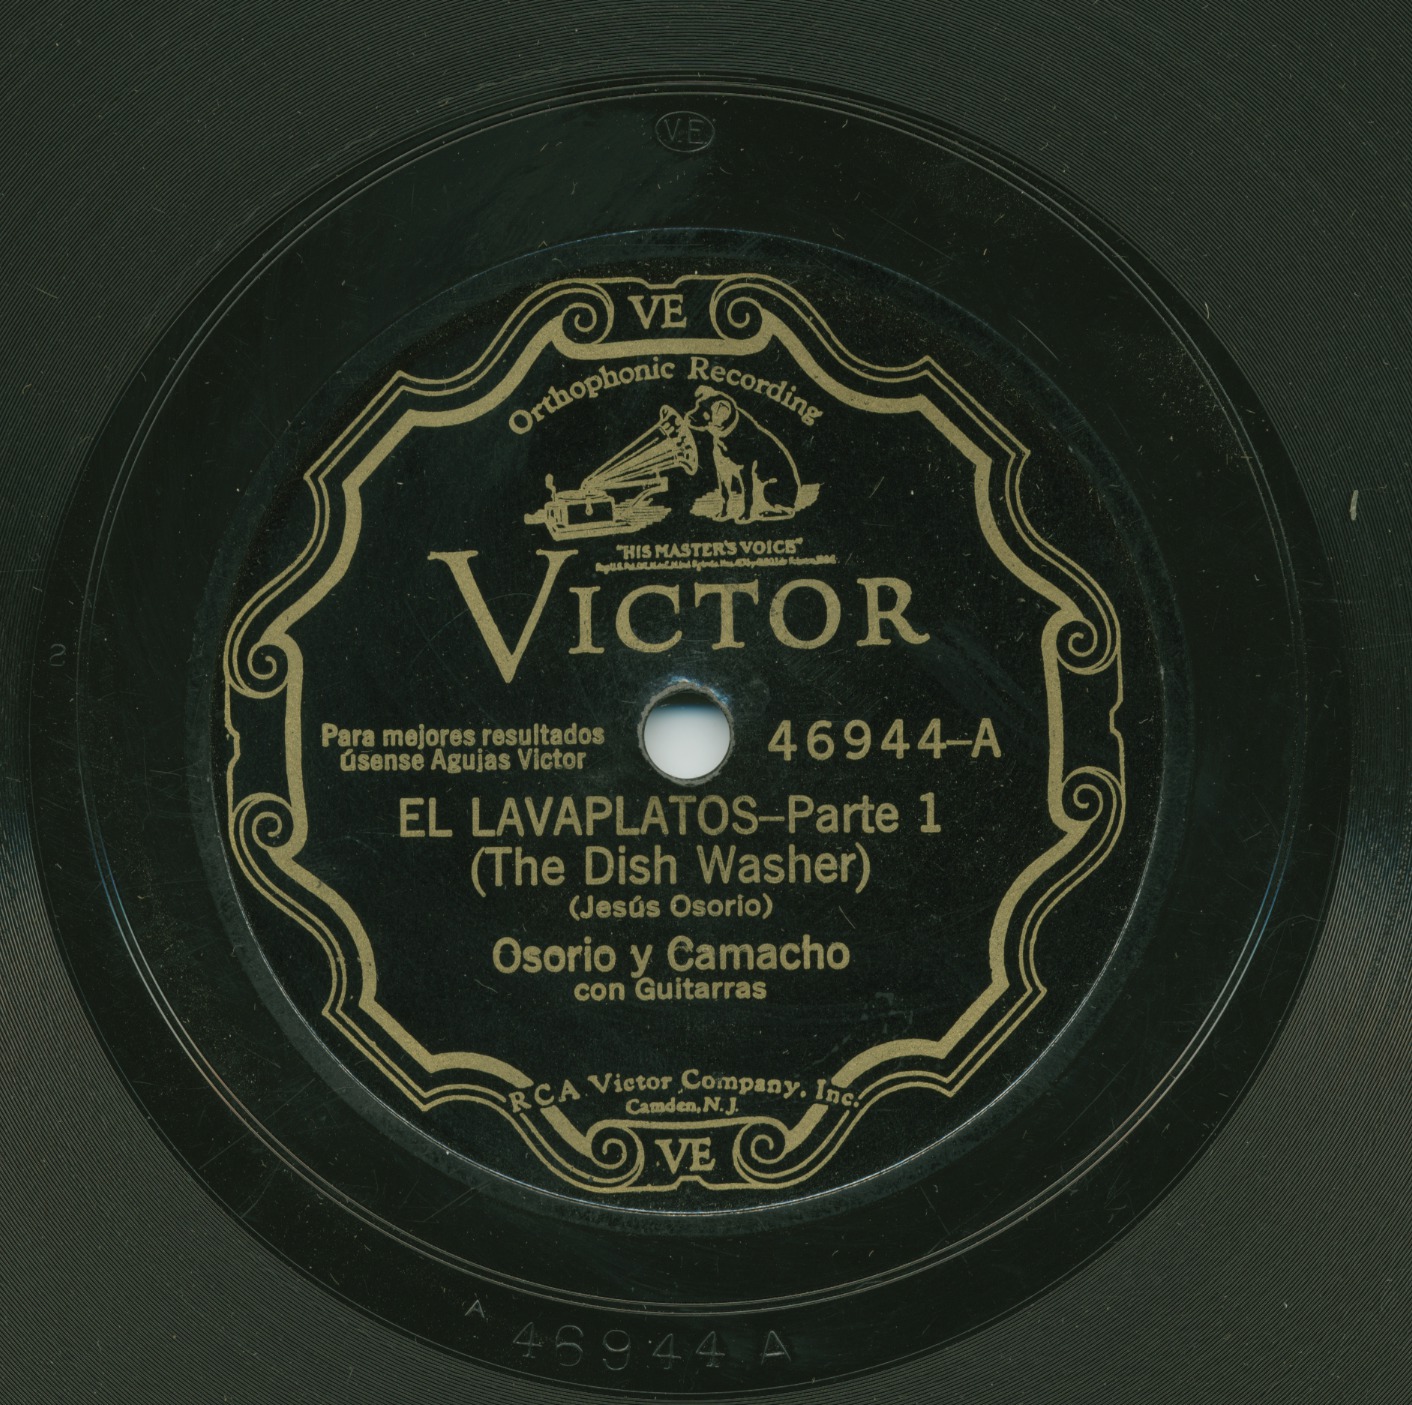 VE
VE
Orthophonic Recording
"HIS MASTER'S VOICE"
VICTOR
Para mejores resultados
úsense Agujas Victor
46944-A
EL LAVAPLATOS-Parte 1
(The Dish Washer)
(Jesús Osorio)
Osorio y Camacho
con Guitarras
RCA Victor Company, Inc.
Camden, N. J.
VE
2
A
46944 A